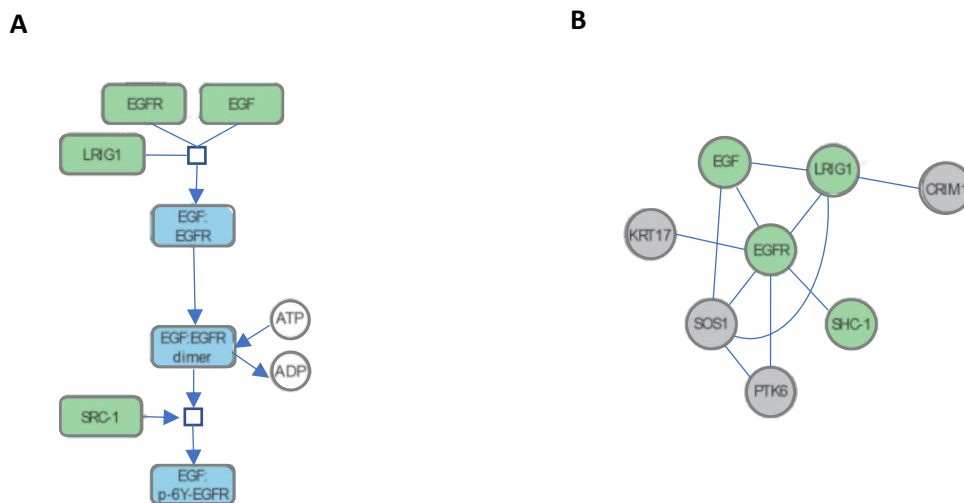 A
EGFR
EGF
LRIG1
EGF:
EGFR
EGF:EGFR
dimer
ATP
ADP
SRC-1
EGF:
p-6Y-EGFR
B
EGF
LRIG1
CRIM1
KRT17
EGFR
SOS1
SHC-1
PTK6